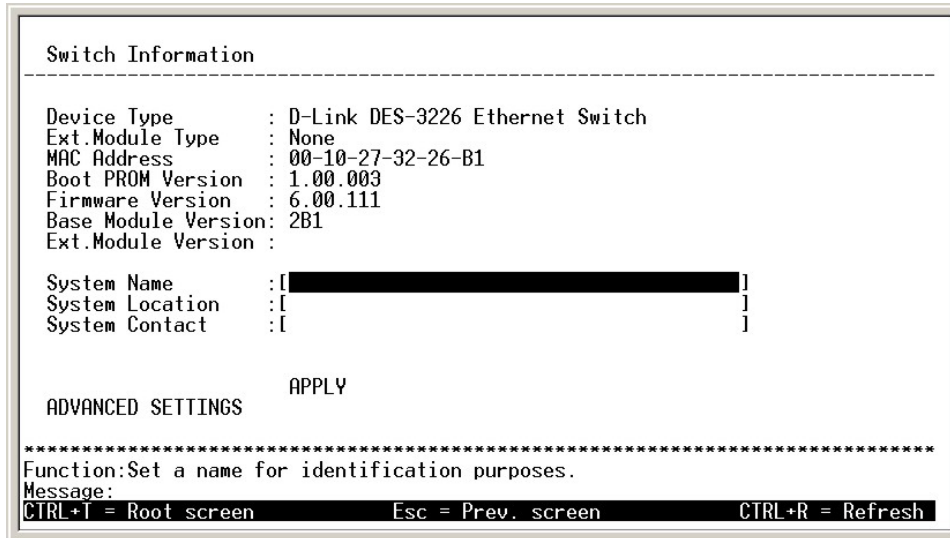 Switch Information
--------------------------------------------------------------------------------
Device Type : D-Link DES-3226 Ethernet Switch
Ext.Module Type : None
MAC Address : 00-10-27-32-26-B1
Boot PROM Version : 1.00.003
Firmware Version : 6.00.111
Base Module Version: 2B1
Ext.Module Version :
System Name :[ ]
System Location :[ ]
System Contact :[ ]
APPLY
ADVANCED SETTINGS
********************************************************************************
Function:Set a name for identification purposes.
Message:
CTRL+T = Root screen Esc = Prev. screen CTRL+R = Refresh